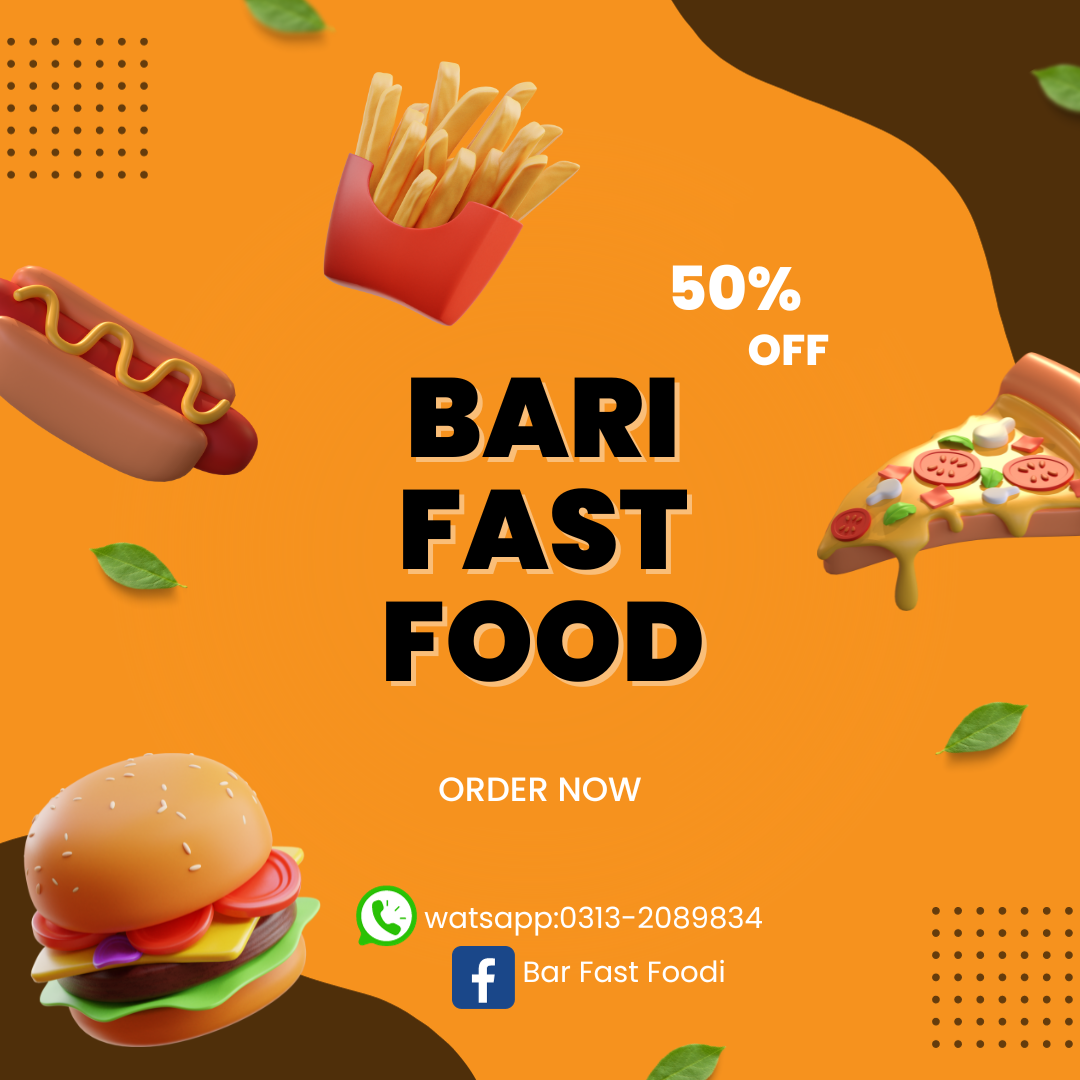 50%
OFF
BARI
FAST
FOOD
ORDER NOW
watsapp:0313-2089834
Bar Fast Foodi